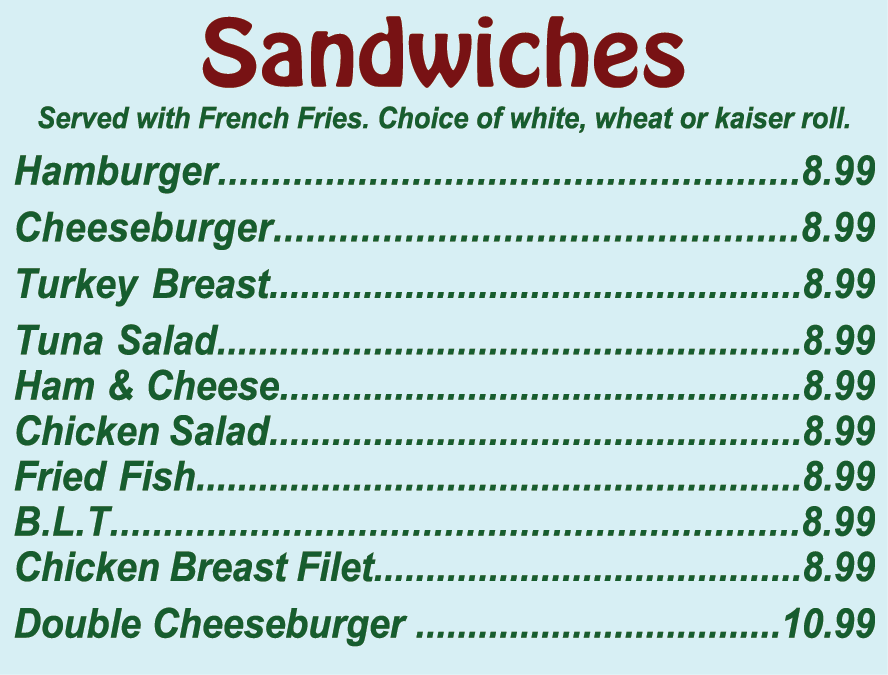 Sandwiches
Served with French Fries. Choice of white, wheat or kaiser roll.
Hamburger......................................................8.99
Cheeseburger.................................................8.99
Turkey Breast..................................................8.99
Tuna Salad.......................................................8.99
Ham & Cheese.................................................8.99
Chicken Salad..................................................8.99
Fried Fish.........................................................8.99
B.L.T................................................................8.99
Chicken Breast Filet........................................8.99
Double Cheeseburger ..................................10.99